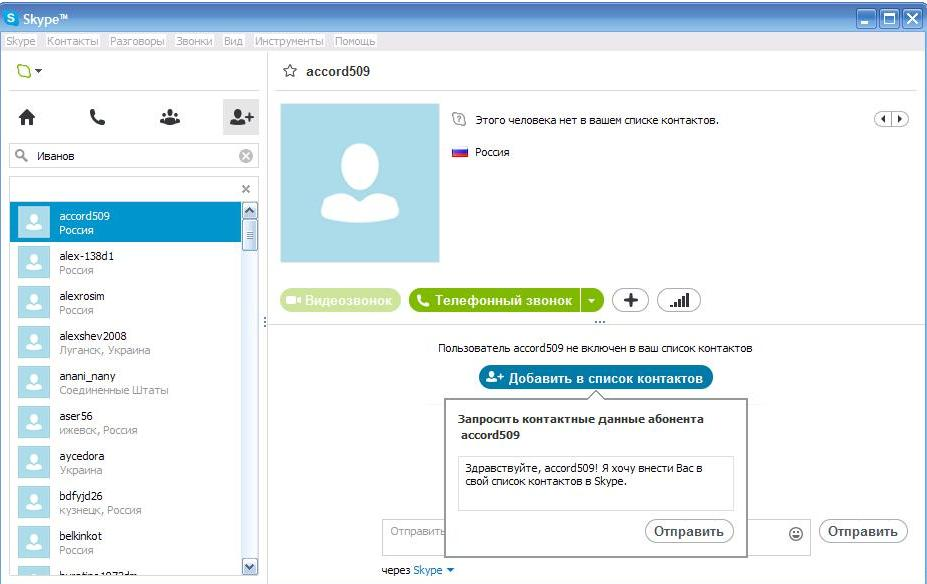 Skype™
Skype Контакты Разговоры Звонки Вид Инструменты Помощь
Иванов
accord509
Россия
alex-138d1
Россия
alexrosim
Россия
alexshev2008
Луганск, Украина
anani_nany
Соединенные Штаты
aser56
ижевск, Россия
aycedora
Украина
bdfyjd26
кузнецк, Россия
belkinkot
Россия
accord509
Этого человека нет в вашем списке контактов.
Россия
Видеозвонок
Телефонный звонок
Пользователь accord509 не включен в ваш список контактов
Добавить в список контактов
Запросить контактные данные абонента
accord509
Здравствуйте, accord509! Я хочу внести Вас в
свой список контактов в Skype.
Отправить
Отправить
Отправить
через Skype